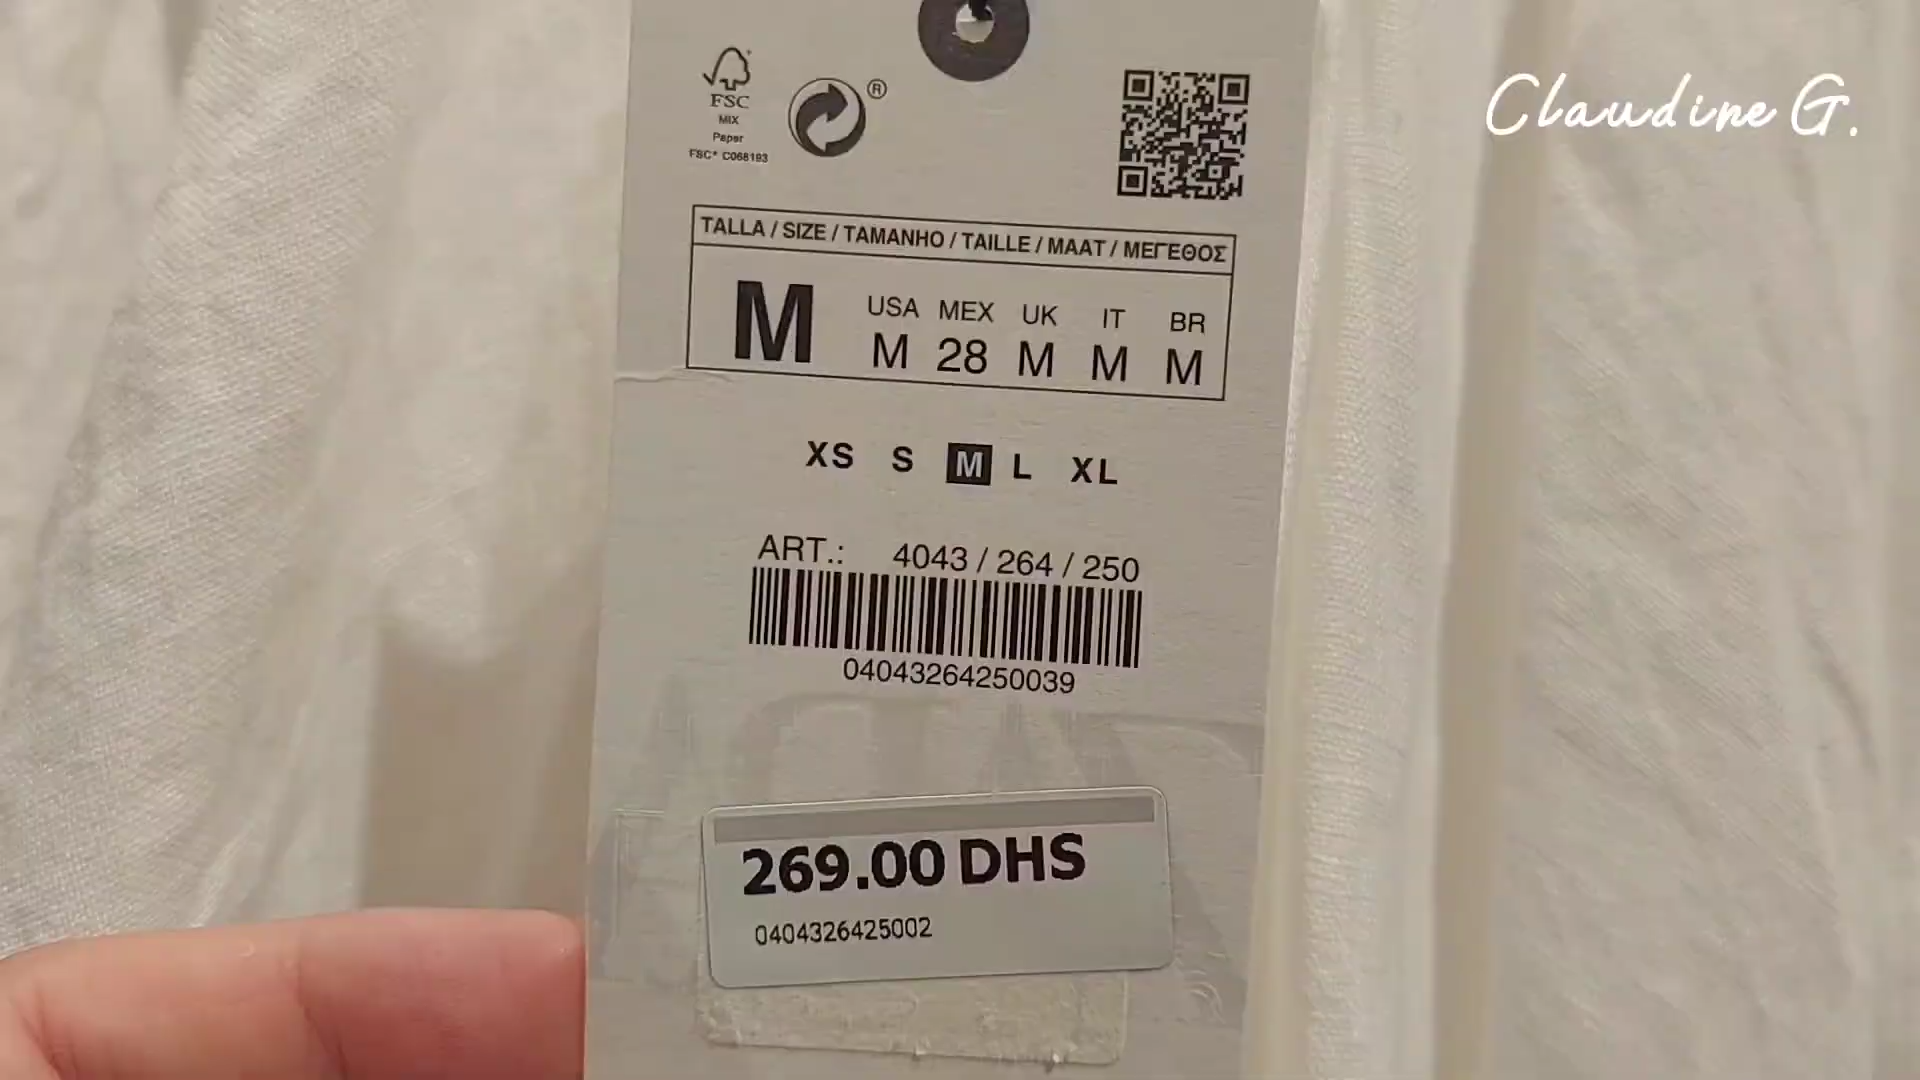 Claudine G.
FSC
MIX
Paper
FSC® C068193
®
TALLA / SIZE / TAMANHO / TAILLE / MAAT / ΜΕΓΕΘΟΣ
M
USA MEX UK IT BR
M 28 M M M
XS S M L XL
ART.: 4043 / 264 / 250
04043264250039
269.00 DHS
0404326425002